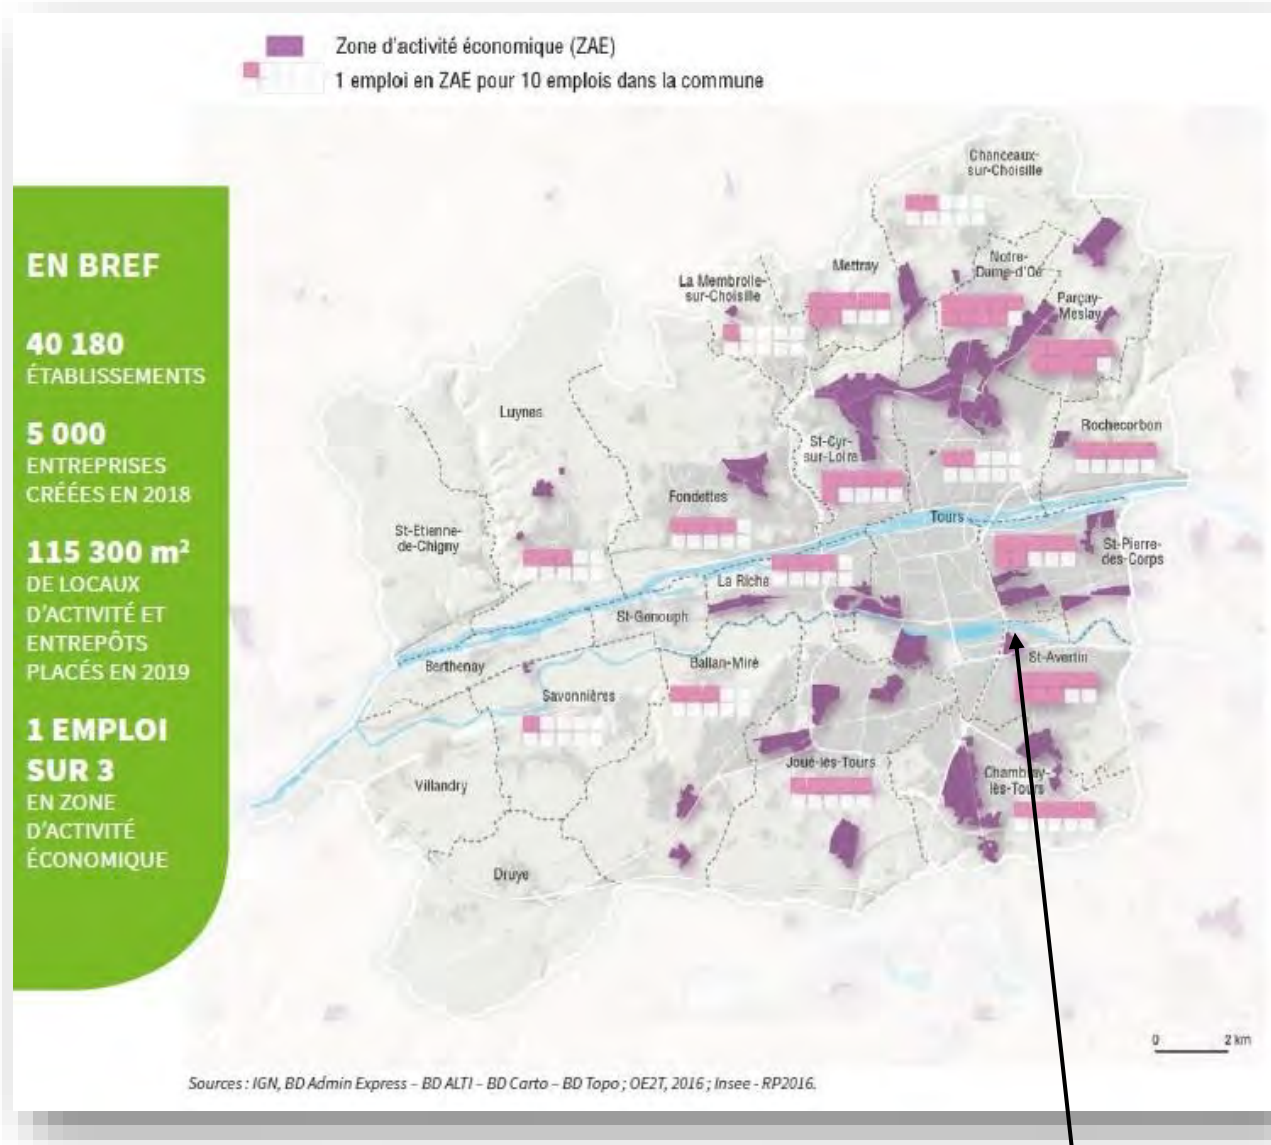 Zone d'activité économique (ZAE)
1 emploi en ZAE pour 10 emplois dans la commune
EN BREF
40 180
ÉTABLISSEMENTS
5 000
ENTREPRISES
CRÉÉES EN 2018
115 300 m²
DE LOCAUX
D'ACTIVITÉ ET
ENTREPÔTS
PLACÉS EN 2019
1 EMPLOI
SUR 3
EN ZONE
D'ACTIVITÉ
ÉCONOMIQUE
Chanceaux-
sur-Choisille
Mettray
Notre-
Dame-d'Oé
La Membrolle-
sur-Choisille
Parçay-
Meslay
Luynes
St-Cyr-
sur-Loire
Rochecorbon
Fondettes
St-Etienne-
de-Chigny
Tours
St-Pierre-
des-Corps
La Riche
St-Genouph
Berthenay
Ballan-Miré
St-Avertin
Savonnières
Villandry
Joué-lès-Tours
Chambray-
lès-Tours
Druye
0 2 km
Sources : IGN, BD Admin Express – BD ALTI – BD Carto – BD Topo ; OE2T, 2016 ; Insee - RP2016.